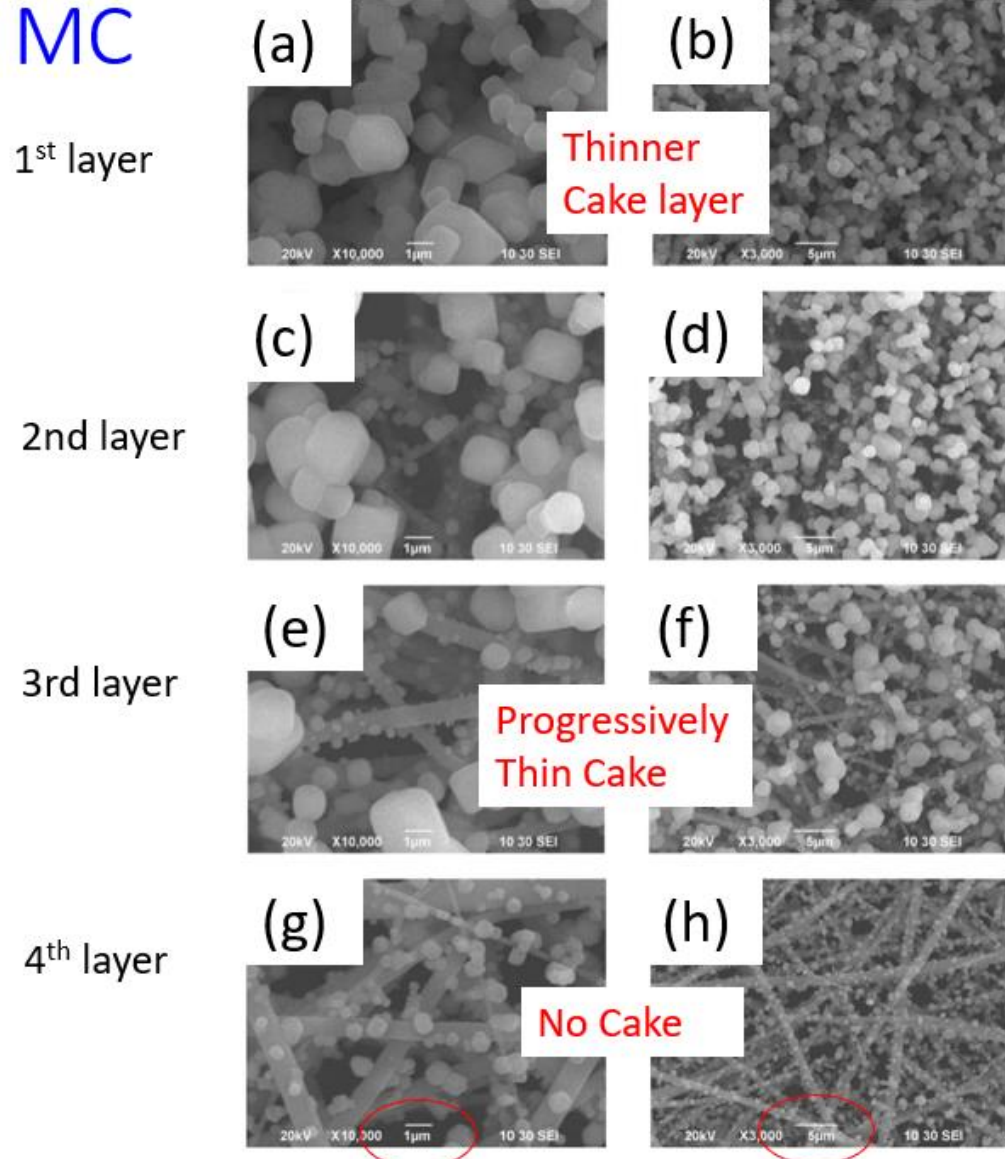 MC
(a)
(b)
1st layer
Thinner
Cake layer
20kV X10,000 1μm 10 30 SEI
20kV X3,000 5μm 10 30 SEI
(c)
(d)
2nd layer
20kV X10,000 1μm 10 30 SEI
20kV X3,000 5μm 10 30 SEI
(e)
(f)
3rd layer
Progressively
Thin Cake
20kV X10,000 1μm 10 30 SEI
20kV X3,000 5μm 10 30 SEI
(g)
(h)
4th layer
No Cake
20kV X10,000 1μm 10 30 SEI
20kV X3,000 5μm 10 30 SEI